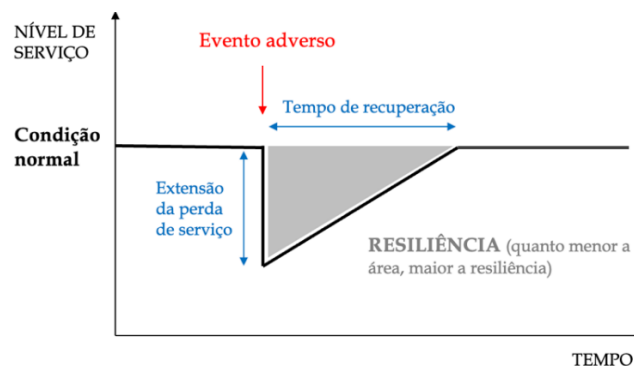 NÍVEL DE
SERVIÇO
Evento adverso
Tempo de recuperação
Condição
normal
Extensão
da perda
de serviço
RESILIÊNCIA (quanto menor a
área, maior a resiliência)
TEMPO